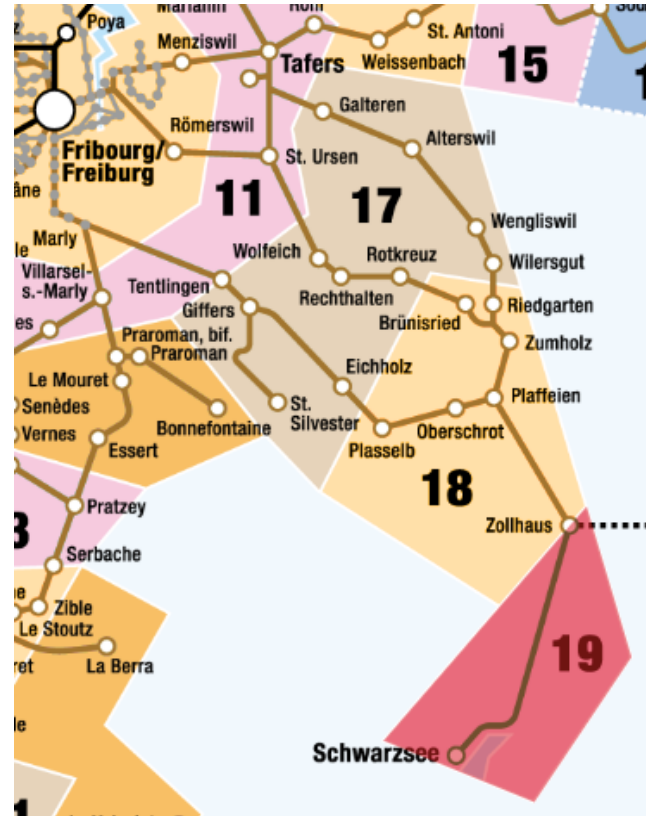 Poya
Menziswil
Tafers
St. Antoni
Weissenbach
15
Galteren
Römerswil
Alterswil
Fribourg/
Freiburg
St. Ursen
11
17
Wengliswil
Marly
Wolfeich
Rotkreuz
Wilersgut
Villarsel-
s.-Marly
Tentlingen
Rechthalten
Riedgarten
Giffers
Brünisried
Zumholz
Praroman, bif.
Praroman
Eichholz
Le Mouret
Plaffeien
Senèdes
St.
Silvester
Bonnefontaine
Oberschrot
Vernes
Essert
Plasselb
18
Pratzey
Zollhaus
Serbache
Zible
Le Stoutz
La Berra
19
Schwarzsee